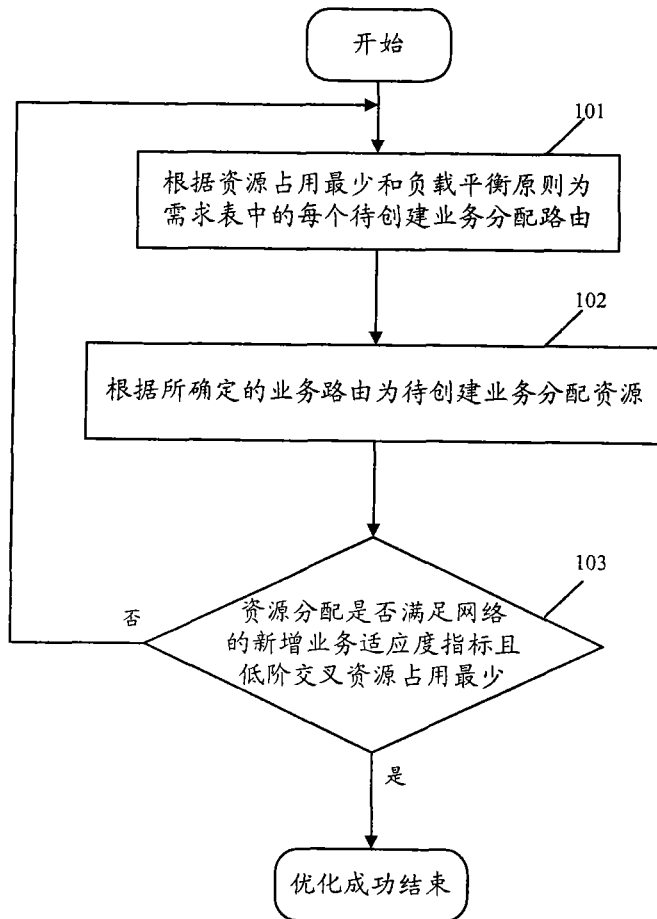 开始
101
根据资源占用最少和负载平衡原则为
需求表中的每个待创建业务分配路由
102
根据所确定的业务路由为待创建业务分配资源
103
否
资源分配是否满足网络
的新增业务适应度指标且
低阶交叉资源占用最少
是
优化成功结束